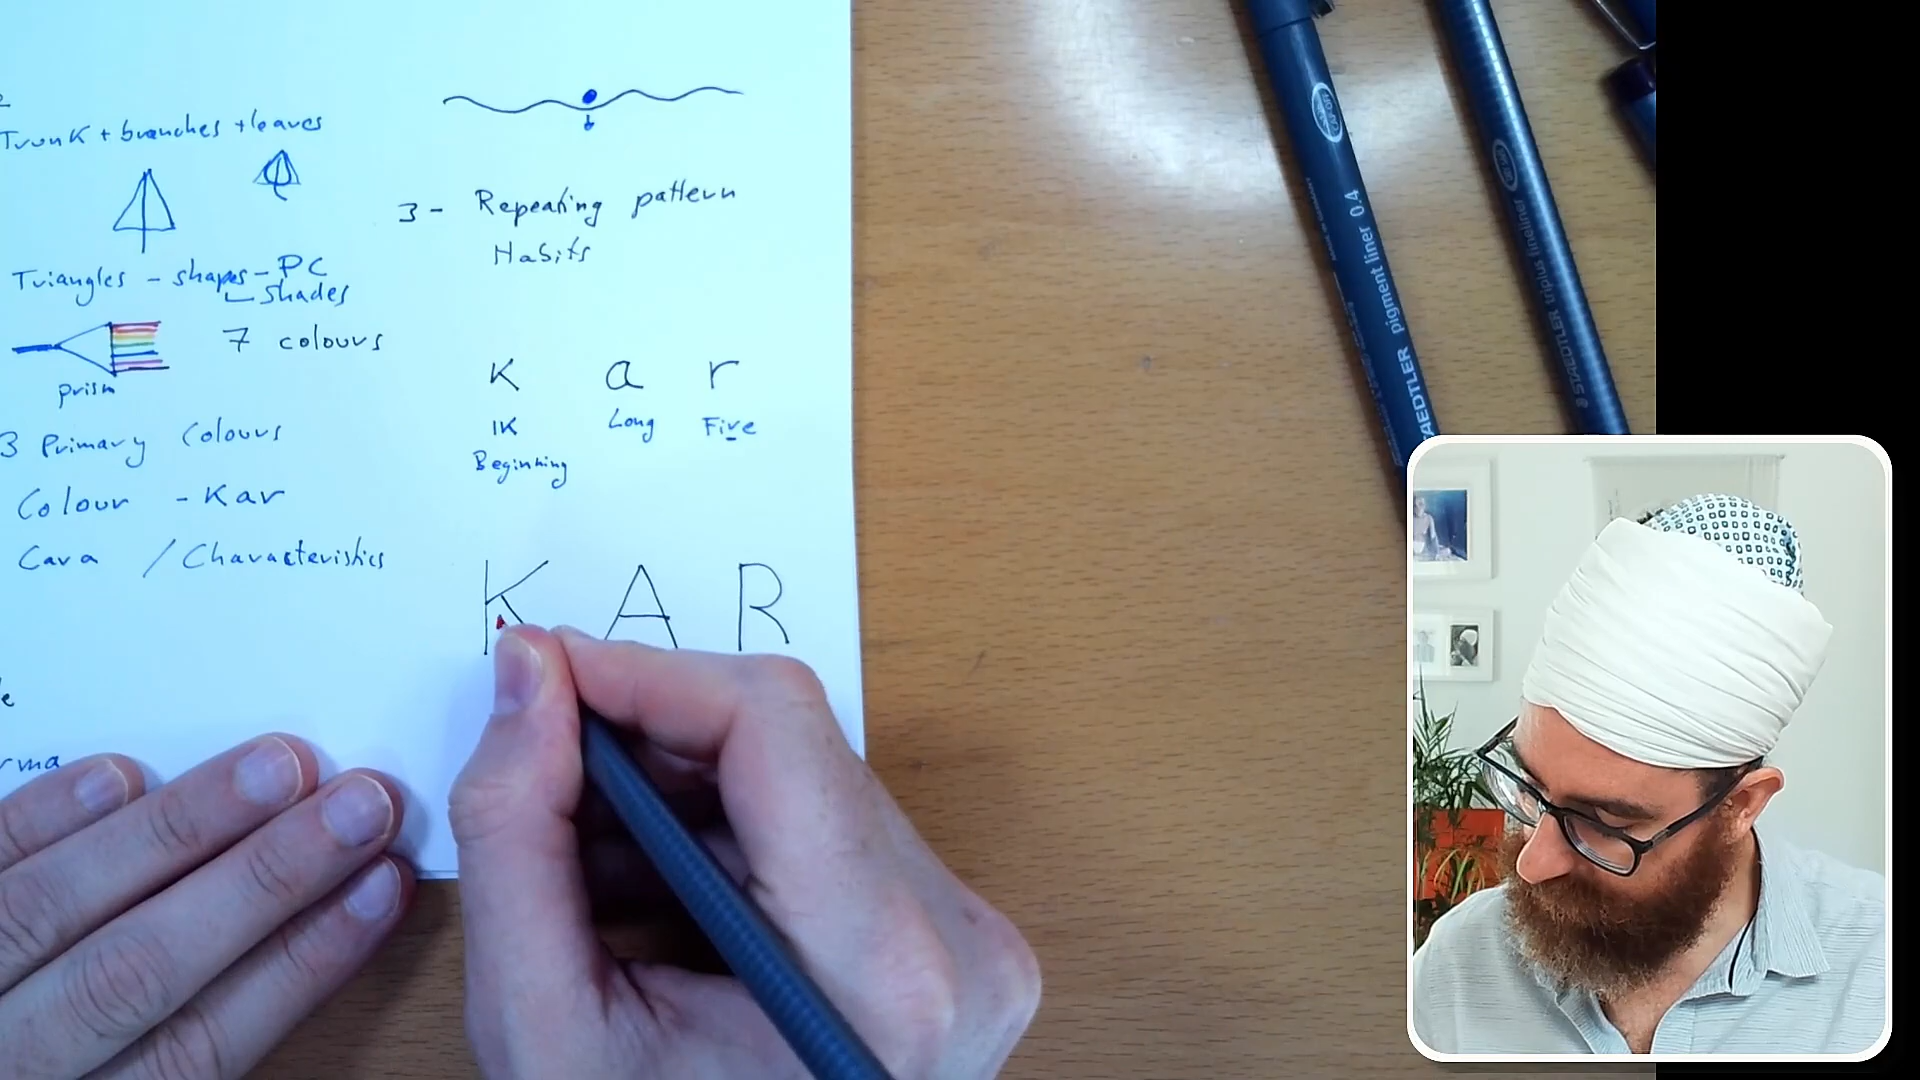 Trunk + branches + leaves
Triangles - shapes - PC
shades
7 colours
prism
3 Primary Colours
Colour - Kar
Cara / Characteristics
rma
3 - Repeating pattern
Habits
K a r
IK Long Five
Beginning
K A R
STAEDTLER pigment liner 0.4
STAEDTLER triplus fineliner